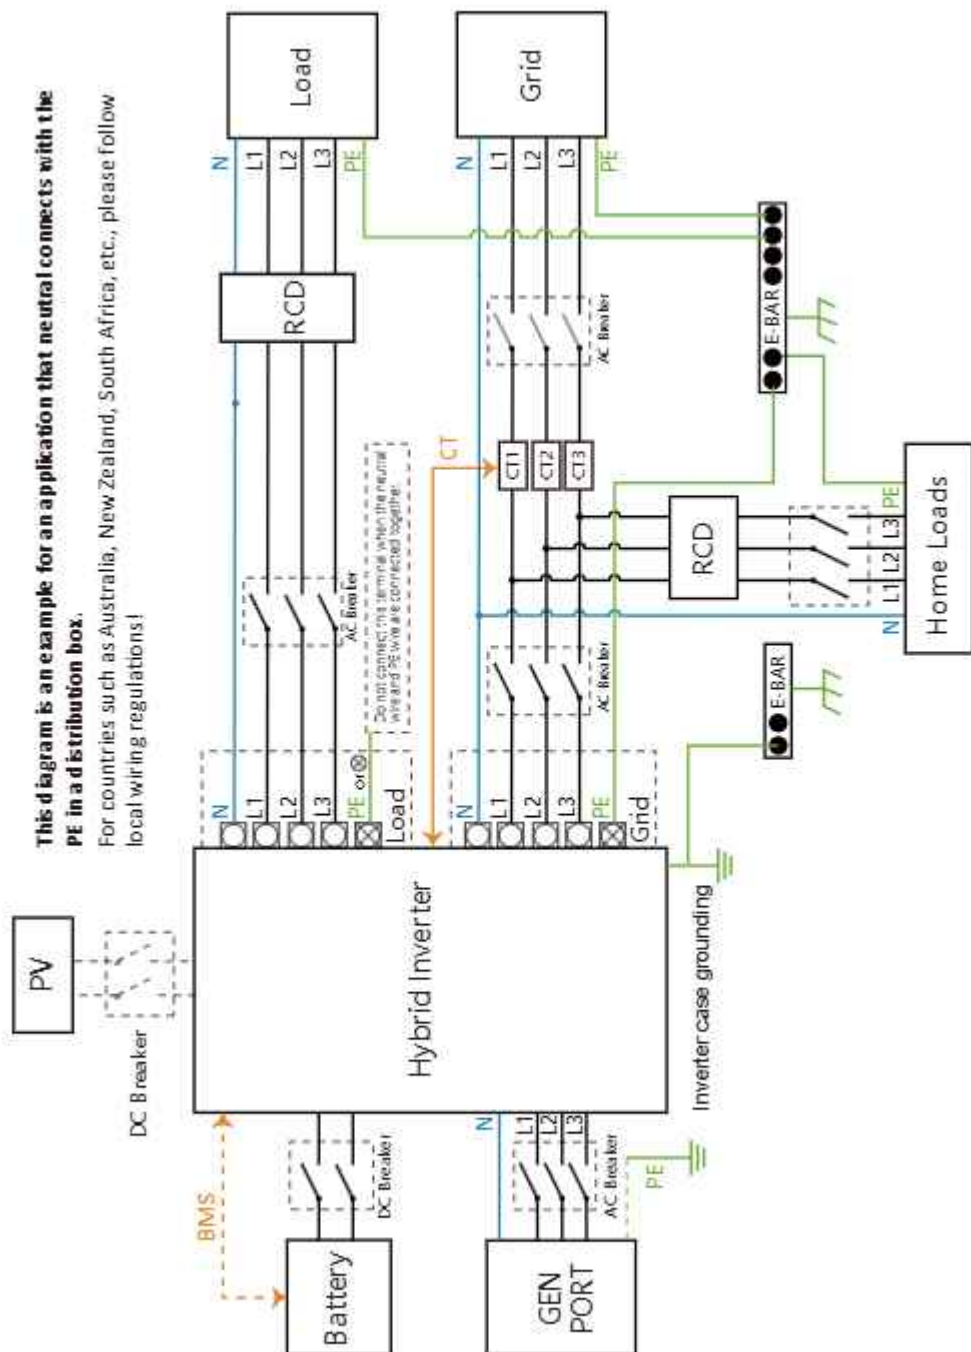 This diagram is an example for an application that neutral connects with the
PE in a distribution box.
For countries such as Australia, New Zealand, South Africa, etc., please follow
local wiring regulations!
PV
DC Breaker
BMS
Battery
DC Breaker
GEN
PORT
N
L1
L2
L3
AC Breaker
PE
Hybrid Inverter
Inverter case grounding
N
L1
L2
L3
PE or
Load
AC Breaker
Do not connect this terminal when the neutral
wire and PE wire are connected together.
RCD
N
L1
L2
L3
PE
Load
CT
N
L1
L2
L3
PE
Grid
AC Breaker
CT1
CT2
CT3
AC Breaker
N
L1
L2
L3
PE
Grid
RCD
N
L1
L2
L3
PE
Home Loads
E-BAR
E-BAR